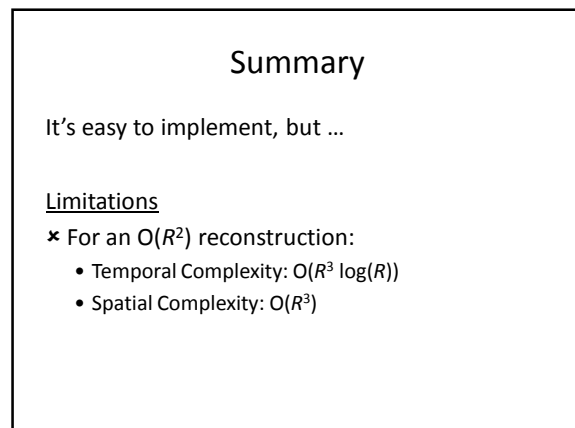 Summary
It's easy to implement, but …
Limitations
× For an O(R²) reconstruction:
• Temporal Complexity: O(R³ log(R))
• Spatial Complexity: O(R³)